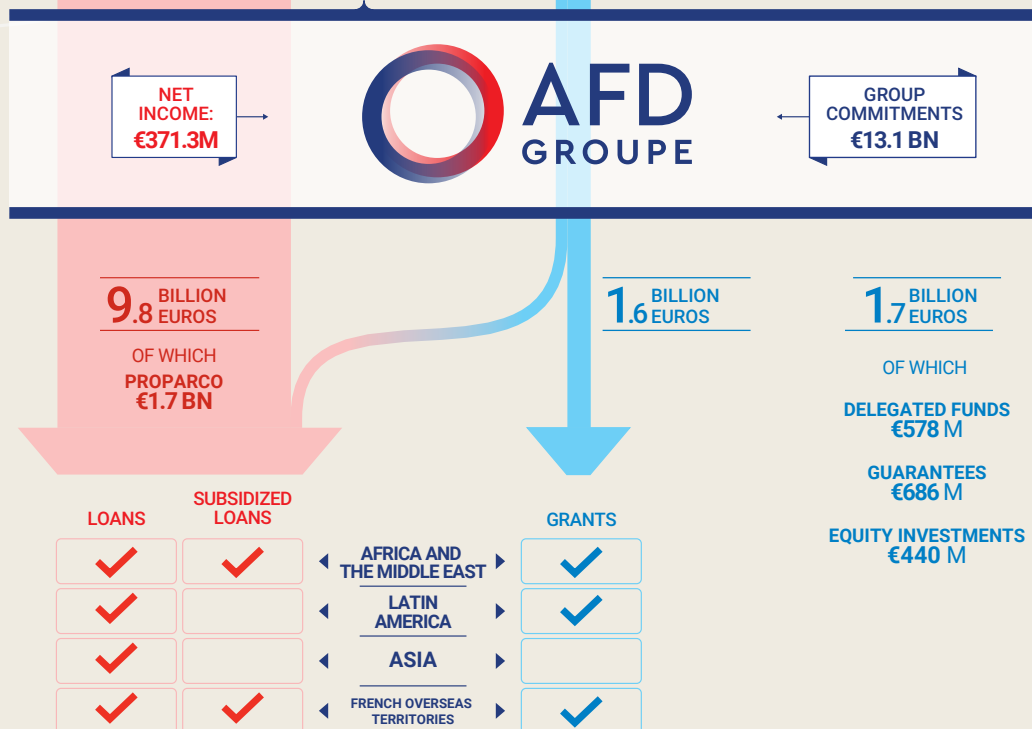 NET
INCOME:
€371.3M
AFD
GROUPE
GROUP
COMMITMENTS
€13.1 BN
9.8 BILLION
EUROS
OF WHICH
PROPARCO
€1.7 BN
1.6 BILLION
EUROS
1.7 BILLION
EUROS
OF WHICH
DELEGATED FUNDS
€578 M
GUARANTEES
€686 M
EQUITY INVESTMENTS
€440 M
LOANS
SUBSIDIZED
LOANS
GRANTS
AFRICA AND
THE MIDDLE EAST
LATIN
AMERICA
ASIA
FRENCH OVERSEAS
TERRITORIES